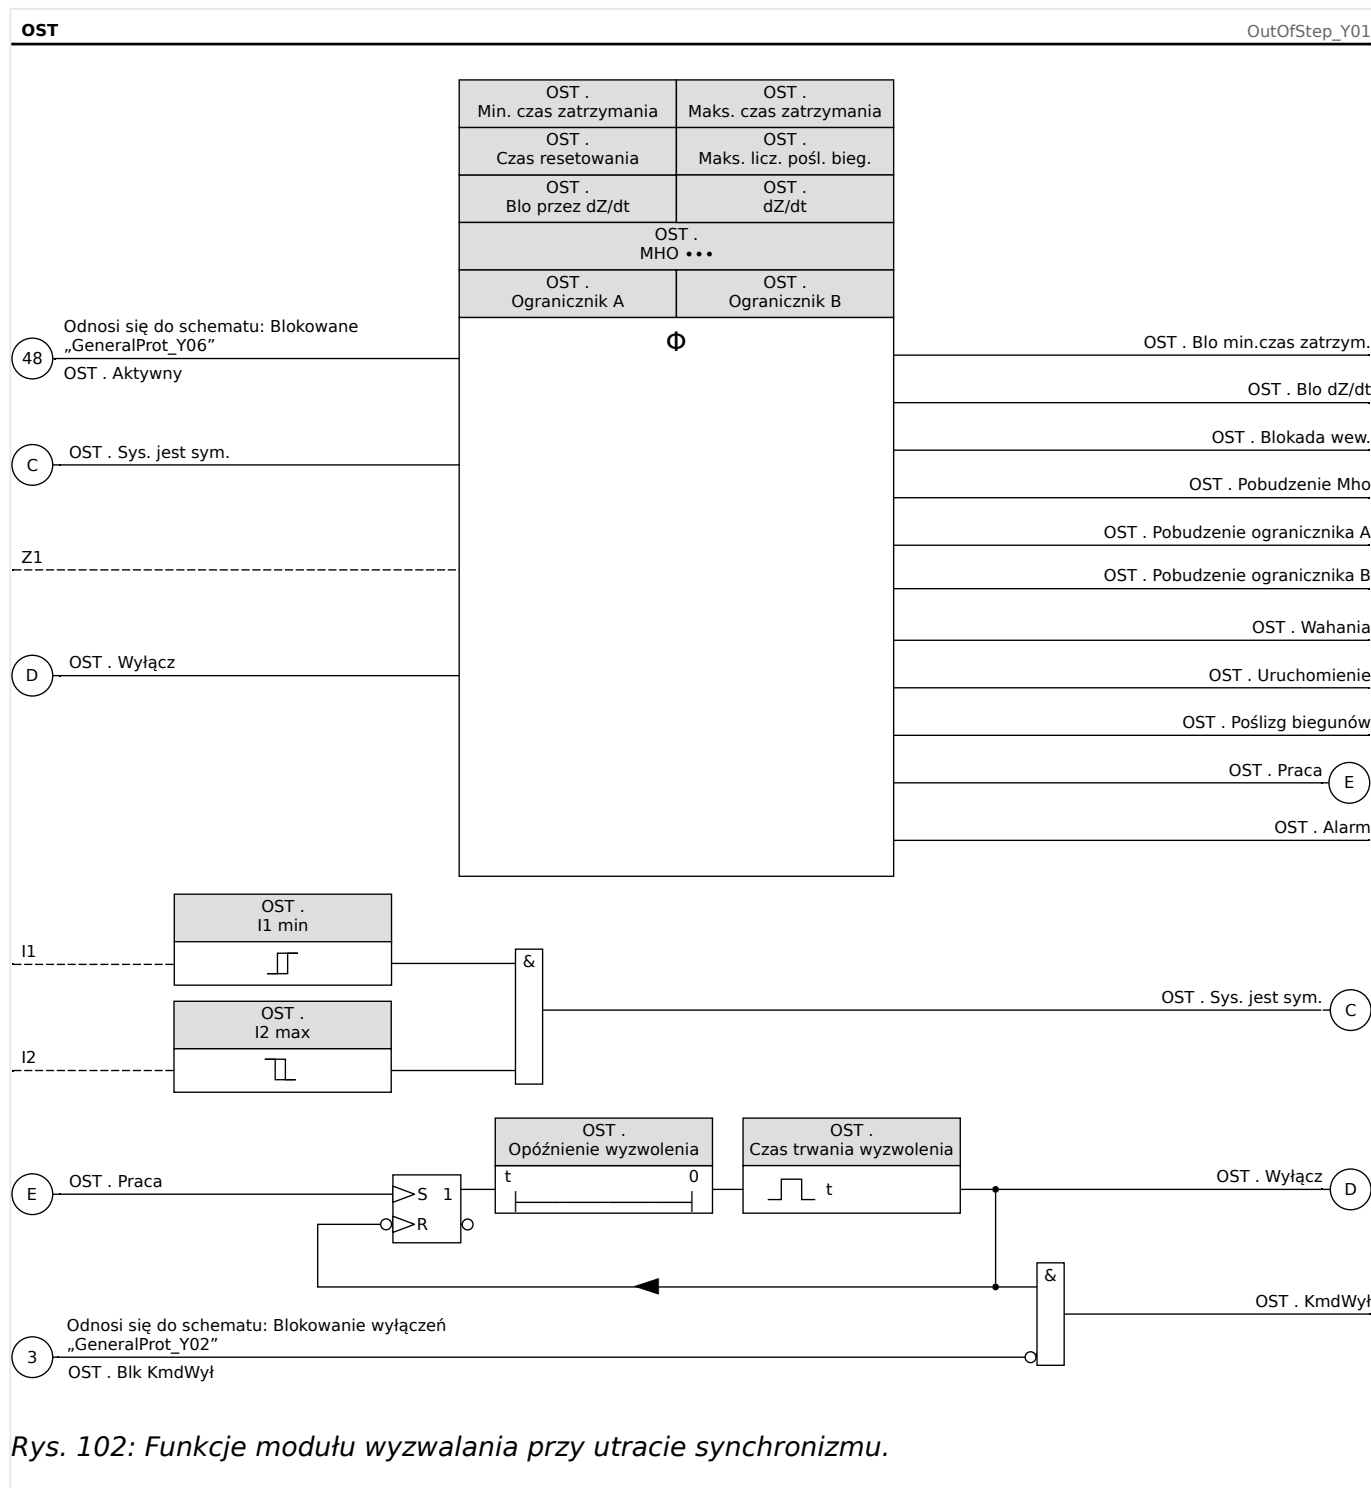 OST
OutOfStep_Y01
OST .
Min. czas zatrzymania
OST .
Maks. czas zatrzymania
OST .
Czas resetowania
OST .
Maks. licz. pośl. bieg.
OST .
Blo przez dZ/dt
OST .
dZ/dt
OST .
MHO •••
OST .
Ogranicznik A
OST .
Ogranicznik B
Φ
Odnosi się do schematu: Blokowane
„GeneralProt_Y06”
48
OST . Aktywny
OST . Sys. jest sym.
C
Z1
OST . Wyłącz
D
OST . Blo min.czas zatrzym.
OST . Blo dZ/dt
OST . Blokada wew.
OST . Pobudzenie Mho
OST . Pobudzenie ogranicznika A
OST . Pobudzenie ogranicznika B
OST . Wahania
OST . Uruchomienie
OST . Poślizg biegunów
OST . Praca
E
OST . Alarm
OST .
I1 min
I1
&
OST . Sys. jest sym.
C
OST .
I2 max
I2
OST .
Opóźnienie wyzwolenia
t 0
OST .
Czas trwania wyzwolenia
t
E
OST . Praca
S 1
R
OST . Wyłącz
D
&
OST . KmdWył
Odnosi się do schematu: Blokowanie wyłączeń
„GeneralProt_Y02”
3
OST . Blk KmdWył
Rys. 102: Funkcje modułu wyzwalania przy utracie synchronizmu.